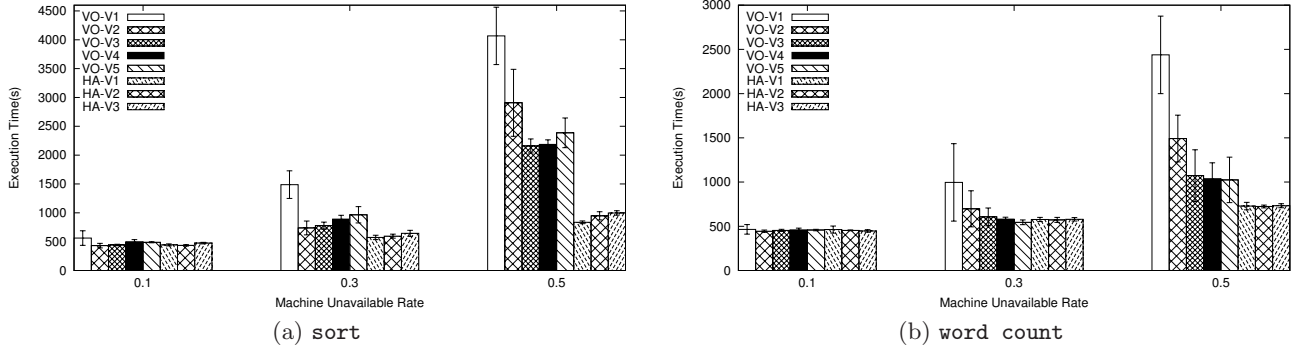 VO-V1
VO-V2
VO-V3
VO-V4
VO-V5
HA-V1
HA-V2
HA-V3
4500
4000
3500
3000
2500
2000
1500
1000
500
0
Execution Time(s)
0.1 0.3 0.5
Machine Unavailable Rate
(a) sort
VO-V1
VO-V2
VO-V3
VO-V4
VO-V5
HA-V1
HA-V2
HA-V3
3000
2500
2000
1500
1000
500
0
Execution Time(s)
0.1 0.3 0.5
Machine Unavailable Rate
(b) word count